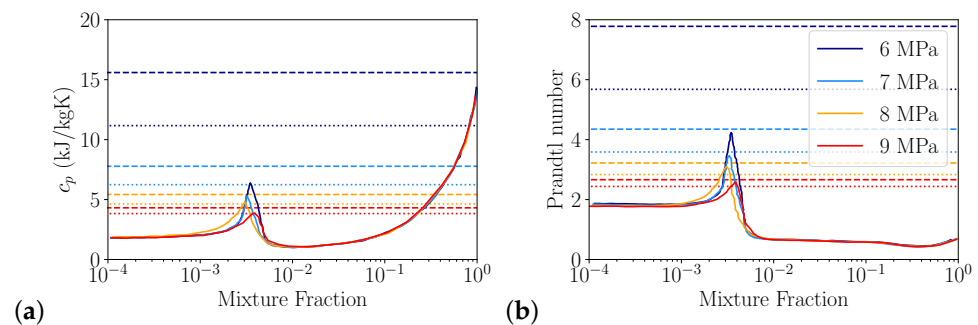 20
15
10
5
0
c_p (kJ/kgK)
10^{-4} 10^{-3} 10^{-2} 10^{-1} 10^{0}
Mixture Fraction
(a)
8
6
4
2
0
Prandtl number
6 MPa
7 MPa
8 MPa
9 MPa
10^{-4} 10^{-3} 10^{-2} 10^{-1} 10^{0}
Mixture Fraction
(b)